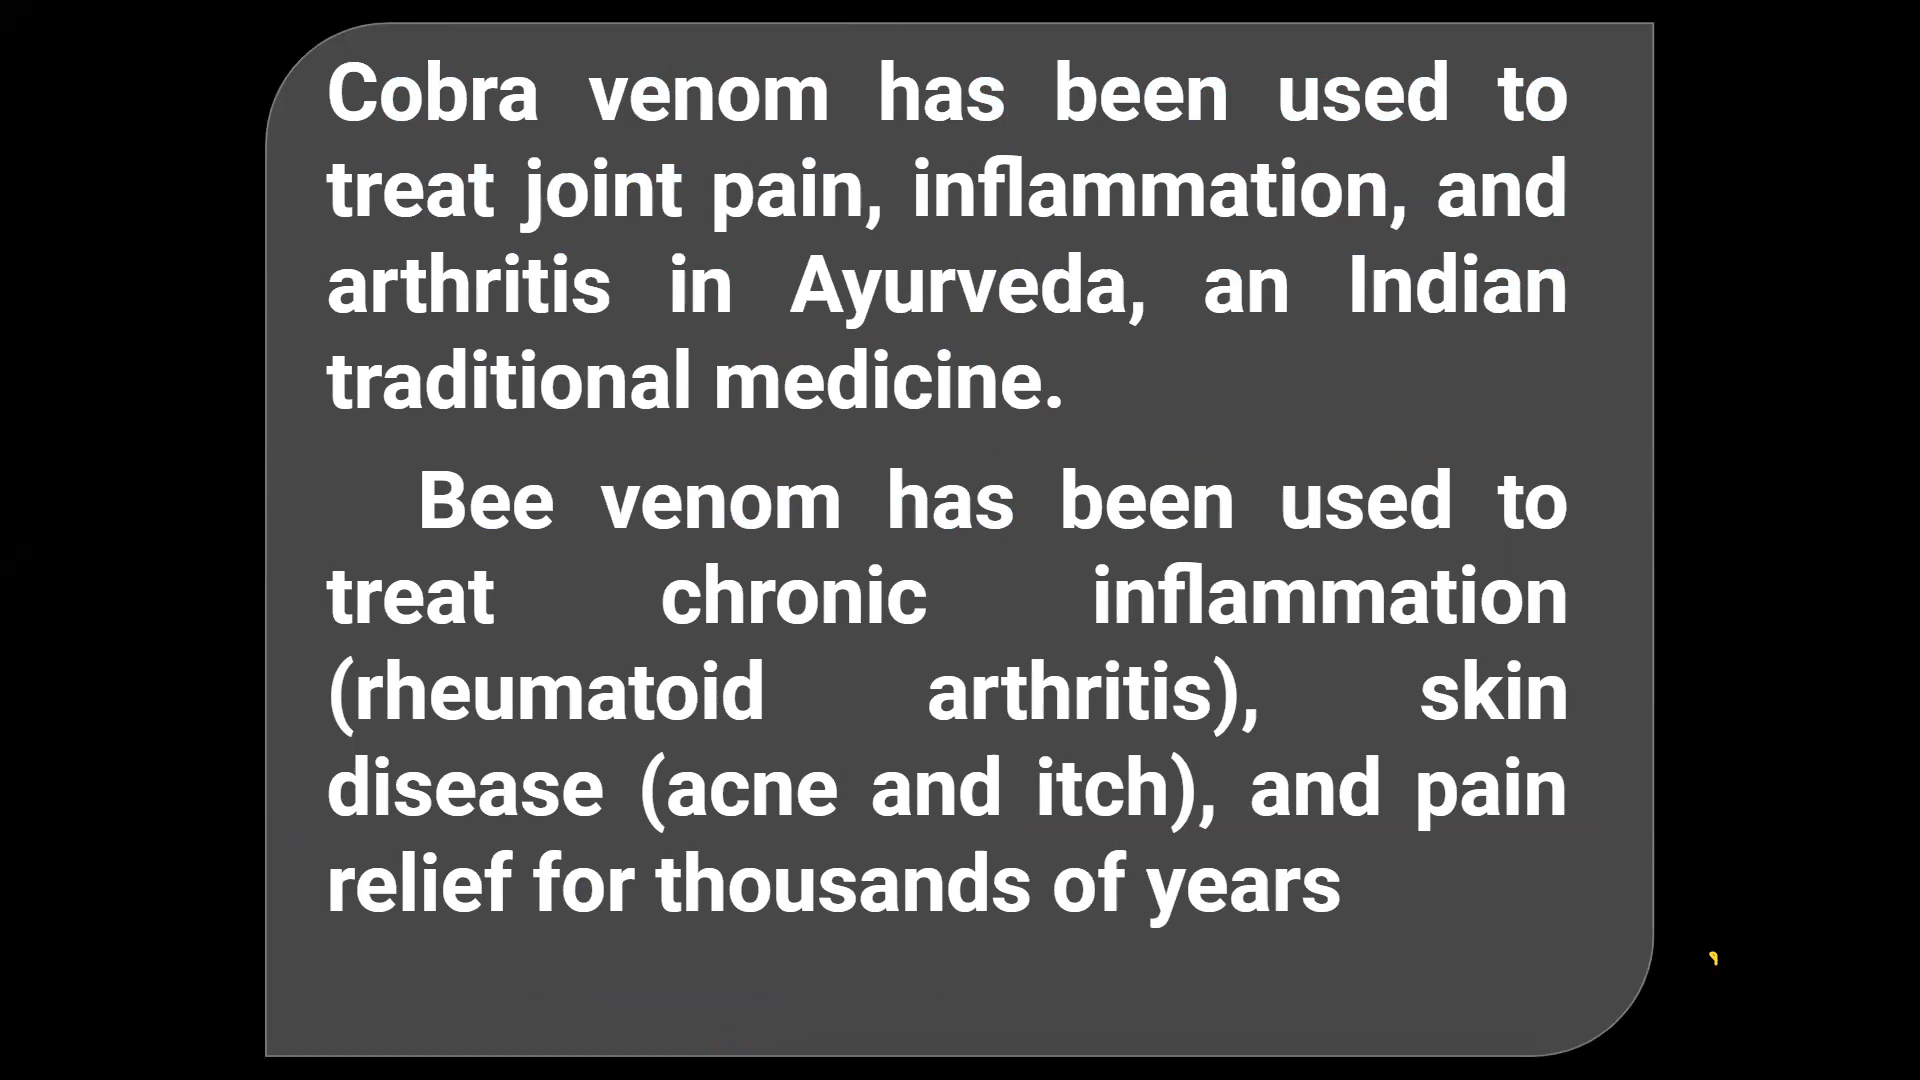 Cobra venom has been used to
treat joint pain, inflammation, and
arthritis in Ayurveda, an Indian
traditional medicine.
Bee venom has been used to
treat chronic inflammation
(rheumatoid arthritis), skin
disease (acne and itch), and pain
relief for thousands of years